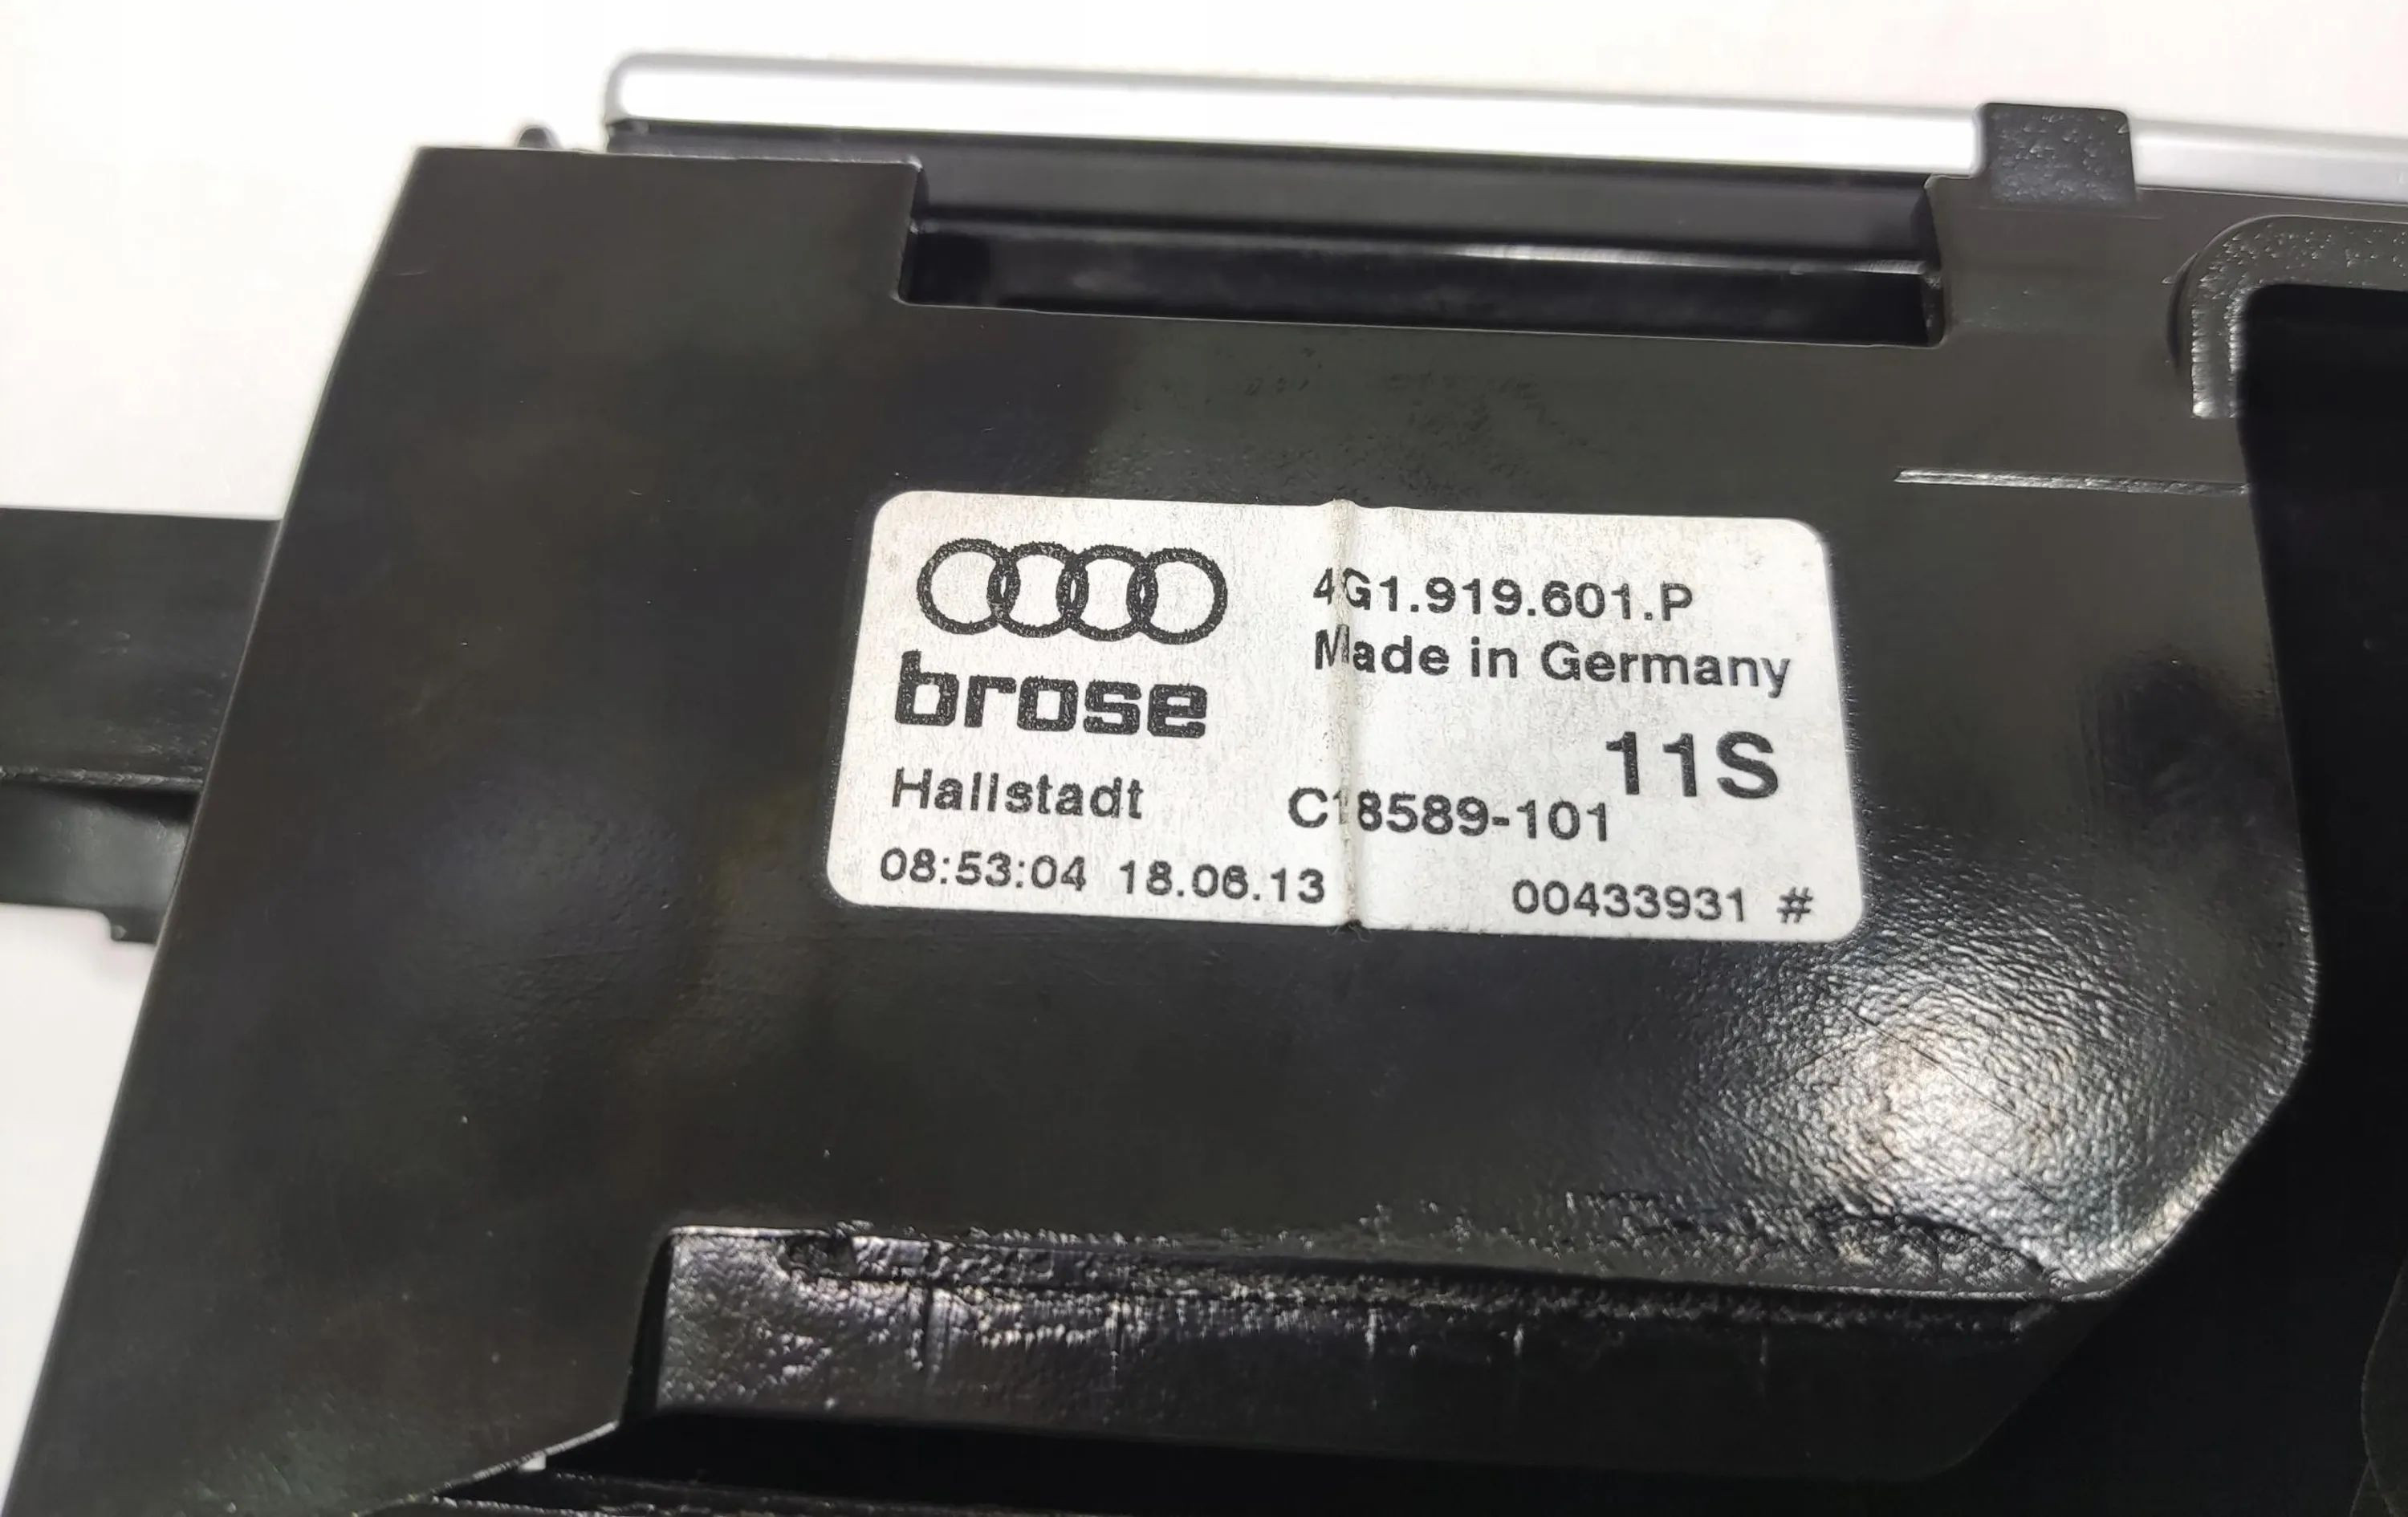 4G1.919.601.P
Made in Germany
brose
11S
Hallstadt
C18589-101
08:53:04 18.06.13
00433931 #